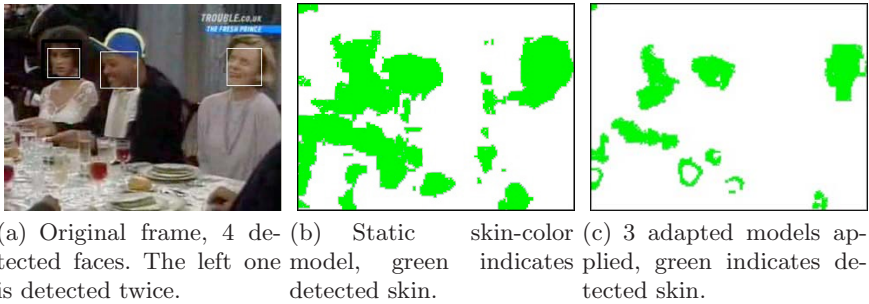 TROUBLE.co.uk
THE FRESH PRINCE
(a) Original frame, 4 de-
tected faces. The left one
is detected twice.
(b) Static skin-color
model, green indicates
detected skin.
(c) 3 adapted models ap-
plied, green indicates de-
tected skin.